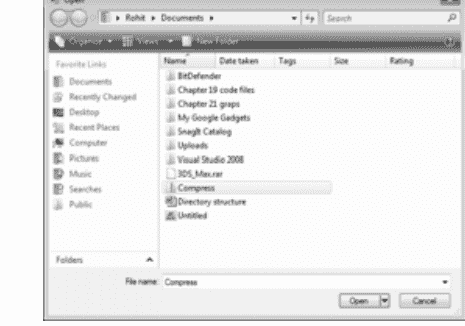 Open
Rohit ▸ Documents ▸ Search
Organize Views New Folder
Favorite Links
Documents
Recently Changed
Desktop
Recent Places
Computer
Pictures
Music
Searches
Public
Folders
Name Date taken Tags Size Rating
BitDefender
Chapter 19 code files
Chapter 21 graps
My Google Gadgets
SnagIt Catalog
Uploads
Visual Studio 2008
3DS_Max.rar
Compress
Directory structure
Untitled
File name: Compress
Open Cancel